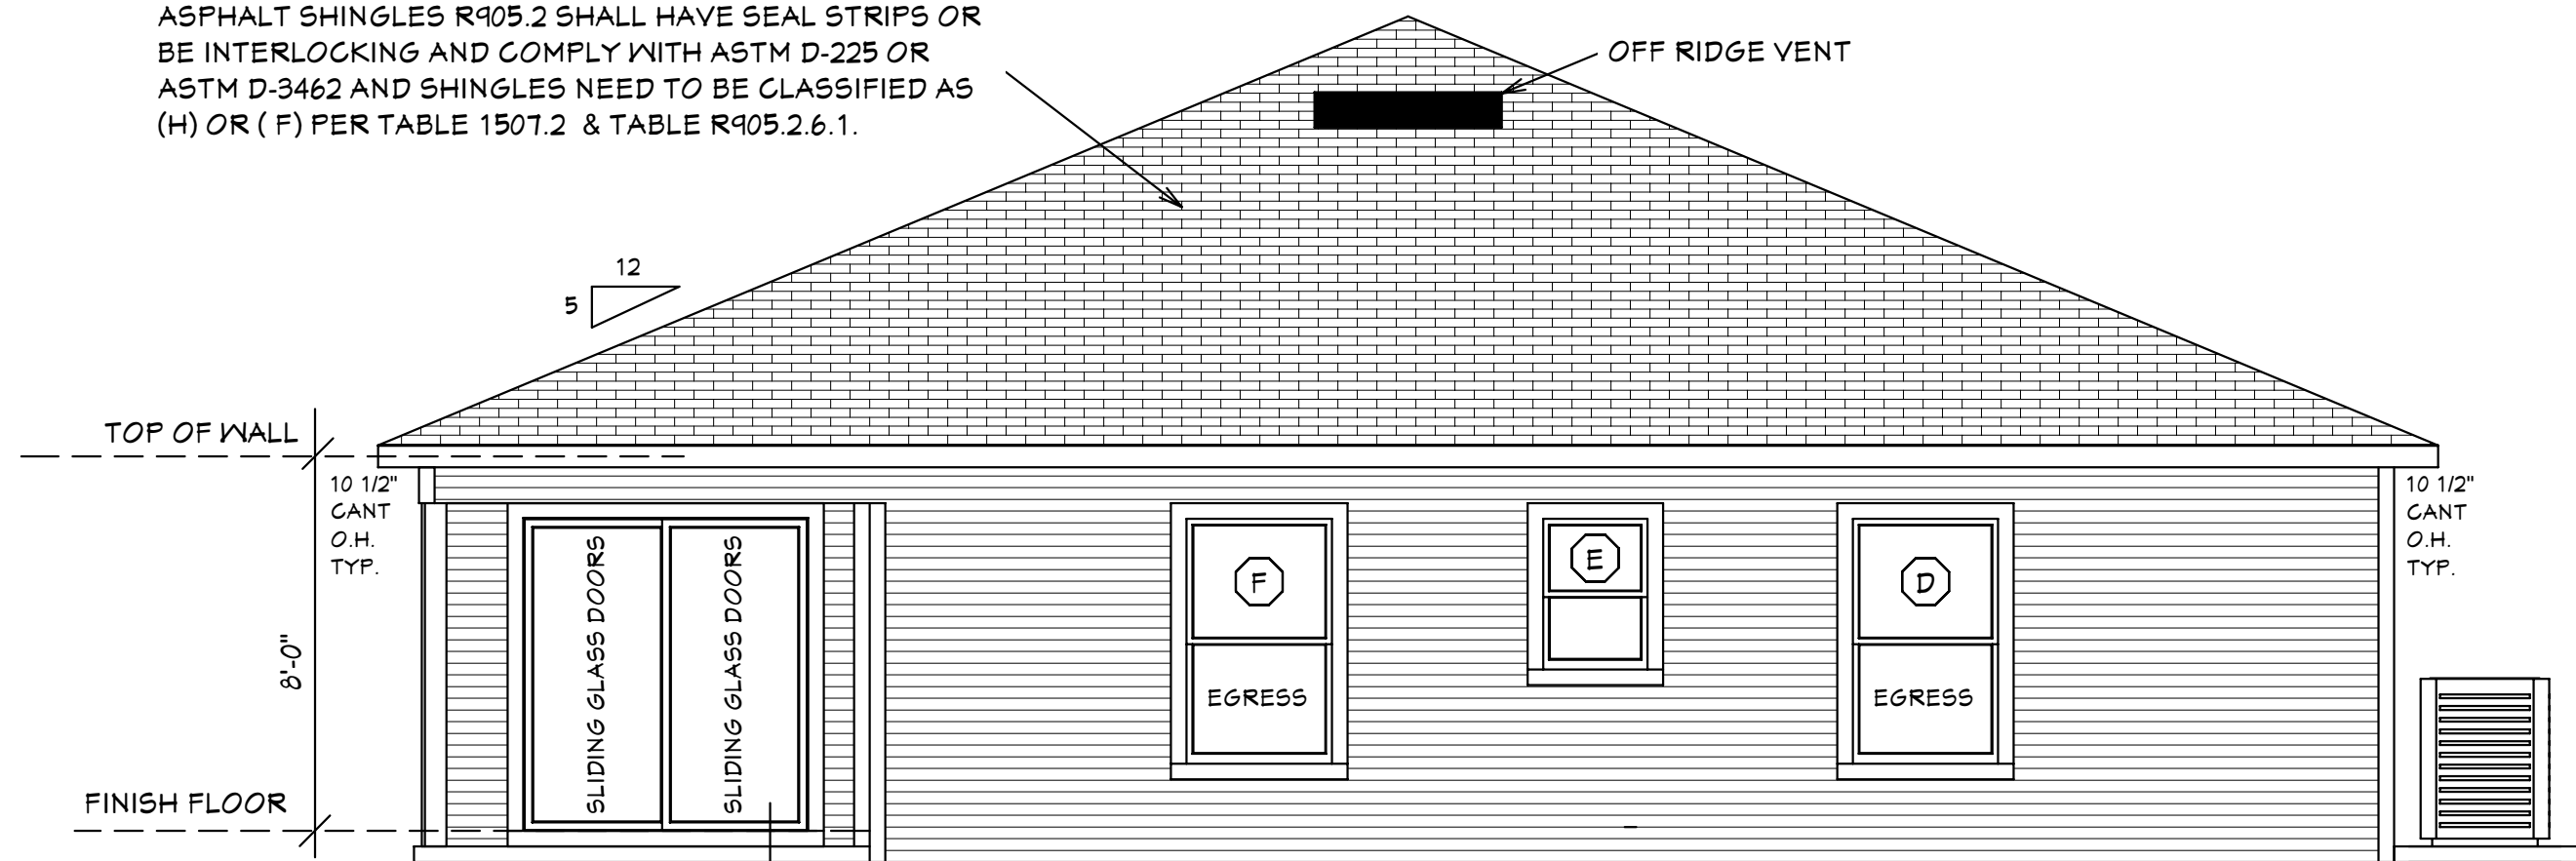 ASPHALT SHINGLES R905.2 SHALL HAVE SEAL STRIPS OR
BE INTERLOCKING AND COMPLY WITH ASTM D-225 OR
ASTM D-3462 AND SHINGLES NEED TO BE CLASSIFIED AS
(H) OR ( F) PER TABLE 1507.2 & TABLE R905.2.6.1.
OFF RIDGE VENT
12
5
TOP OF WALL
10 1/2"
CANT
O.H.
TYP.
10 1/2"
CANT
O.H.
TYP.
8'-0"
SLIDING GLASS DOORS
SLIDING GLASS DOORS
F
EGRESS
E
D
EGRESS
FINISH FLOOR